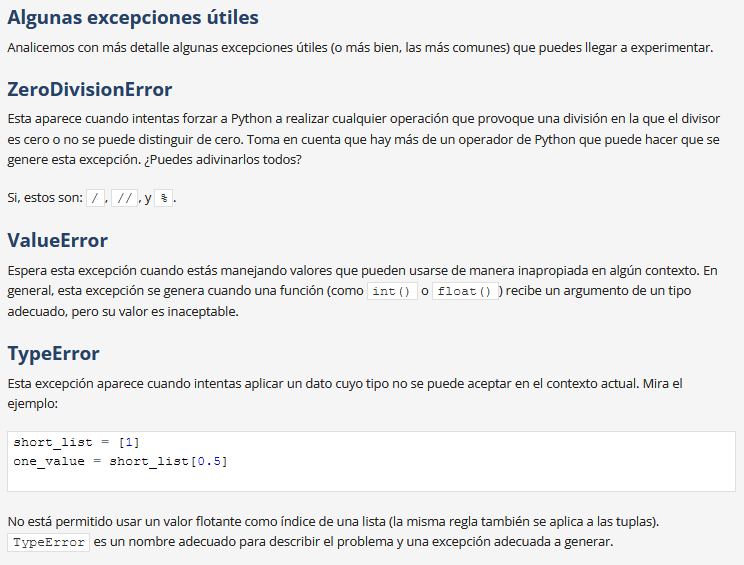 Algunas excepciones útiles
Analicemos con más detalle algunas excepciones útiles (o más bien, las más comunes) que puedes llegar a experimentar.
ZeroDivisionError
Esta aparece cuando intentas forzar a Python a realizar cualquier operación que provoque una división en la que el divisor
es cero o no se puede distinguir de cero. Toma en cuenta que hay más de un operador de Python que puede hacer que se
genere esta excepción. ¿Puedes adivinarlos todos?
Si, estos son: / , // , y % .
ValueError
Espera esta excepción cuando estás manejando valores que pueden usarse de manera inapropiada en algún contexto. En
general, esta excepción se genera cuando una función (como int() o float() ) recibe un argumento de un tipo
adecuado, pero su valor es inaceptable.
TypeError
Esta excepción aparece cuando intentas aplicar un dato cuyo tipo no se puede aceptar en el contexto actual. Mira el
ejemplo:
short_list = [1]
one_value = short_list[0.5]
No está permitido usar un valor flotante como índice de una lista (la misma regla también se aplica a las tuplas).
TypeError es un nombre adecuado para describir el problema y una excepción adecuada a generar.